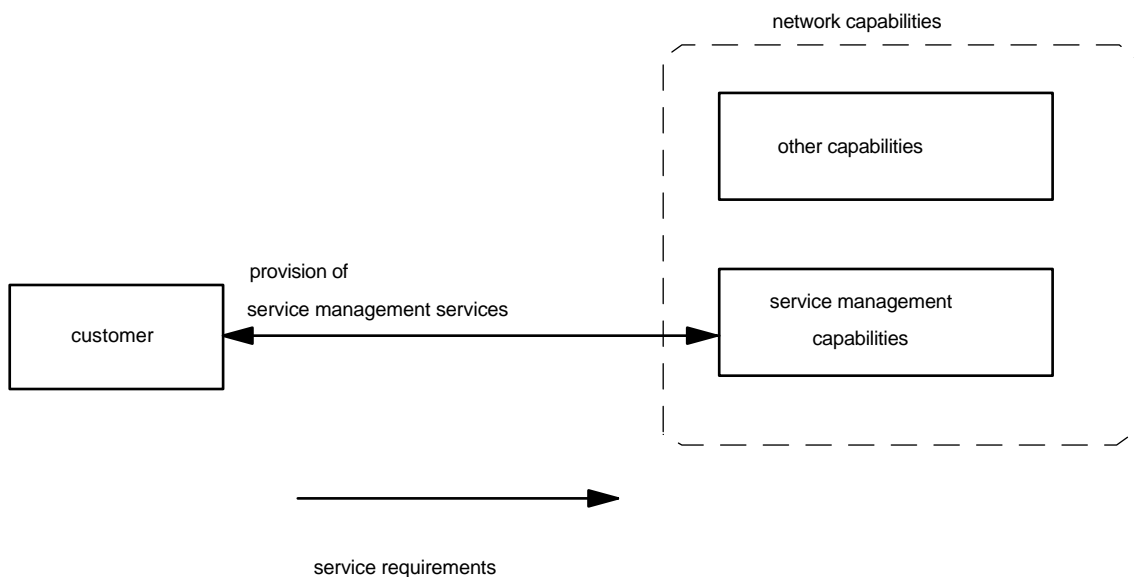 network capabilities
other capabilities
provision of
service management services
customer
service management
capabilities
service requirements